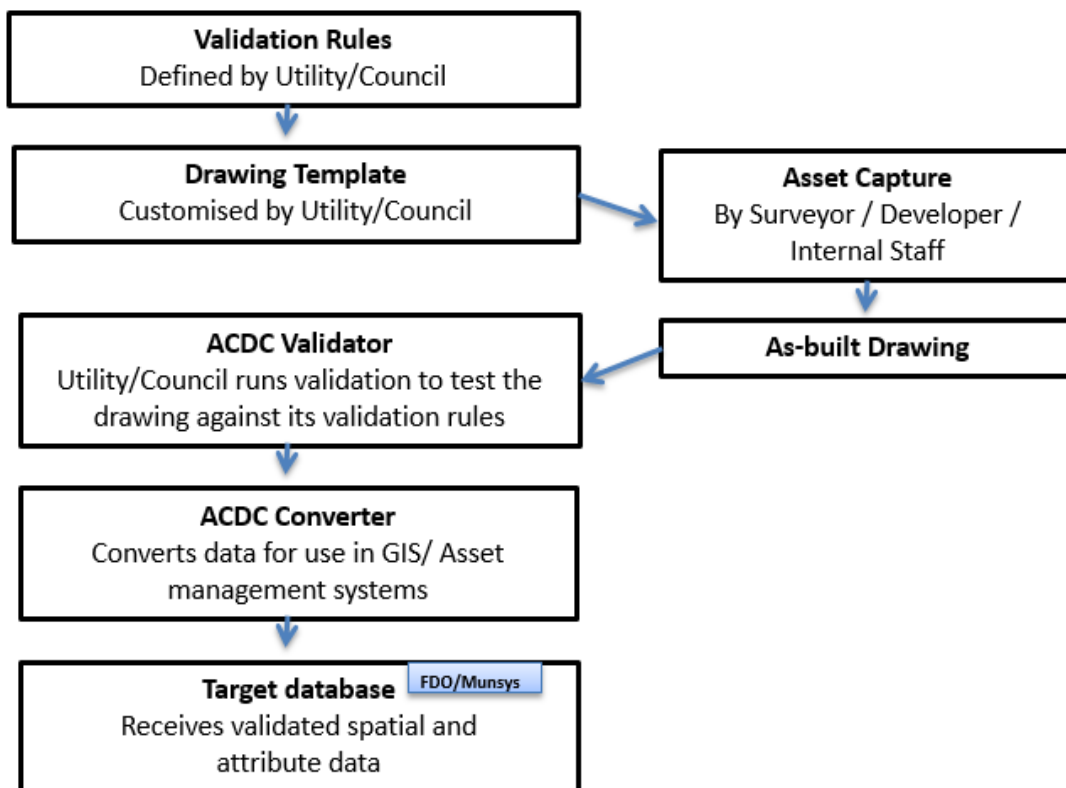 Validation Rules
Defined by Utility/Council
Drawing Template
Customised by Utility/Council
Asset Capture
By Surveyor / Developer /
Internal Staff
As-built Drawing
ACDC Validator
Utility/Council runs validation to test the
drawing against its validation rules
ACDC Converter
Converts data for use in GIS/ Asset
management systems
Target database
FDO/Munsys
Receives validated spatial and
attribute data